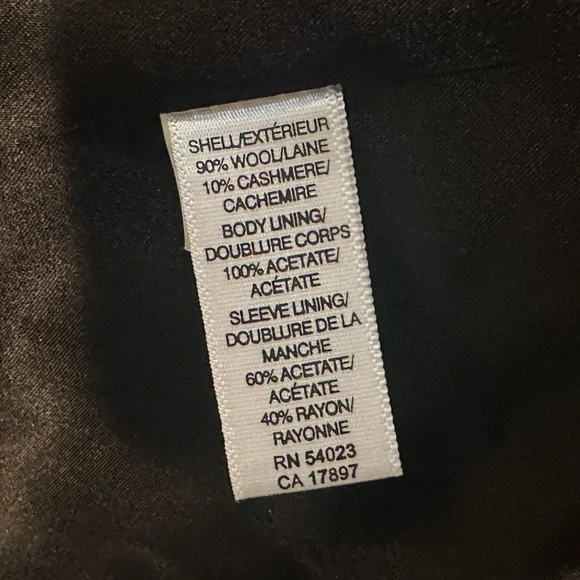 SHELL/EXTÉRIEUR
90% WOOL/LAINE
10% CASHMERE/
CACHEMIRE
BODY LINING/
DOUBLURE CORPS
100% ACETATE/
ACÉTATE
SLEEVE LINING/
DOUBLURE DE LA
MANCHE
60% ACETATE/
ACÉTATE
40% RAYON/
RAYONNE
RN 54023
CA 17897